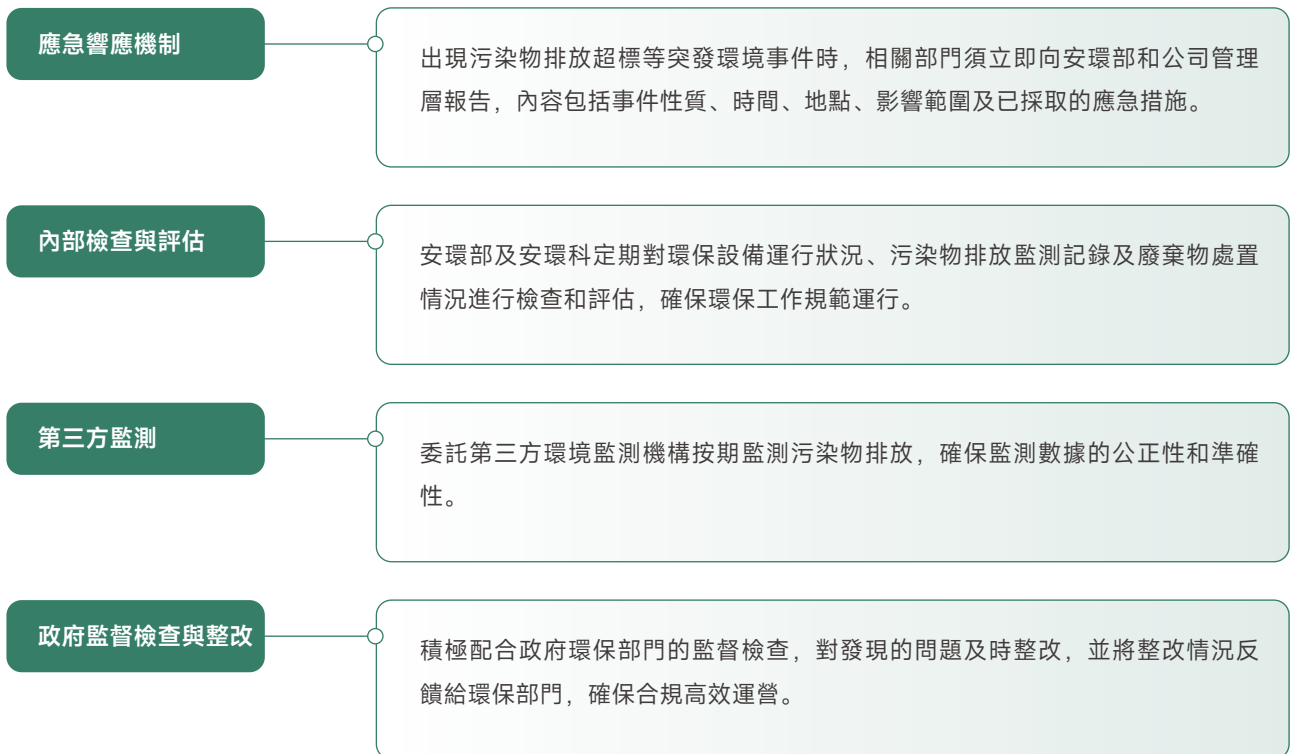 應急響應機制
出現污染物排放超標等突發環境事件時，相關部門須立即向安環部和公司管理
層報告，內容包括事件性質、時間、地點、影響範圍及已採取的應急措施。
內部檢查與評估
安環部及安環科定期對環保設備運行狀況、污染物排放監測記錄及廢棄物處置
情況進行檢查和評估，確保環保工作規範運行。
第三方監測
委託第三方環境監測機構按期監測污染物排放，確保監測數據的公正性和準確
性。
政府監督檢查與整改
積極配合政府環保部門的監督檢查，對發現的問題及時整改，並將整改情況反
饋給環保部門，確保合規高效運營。